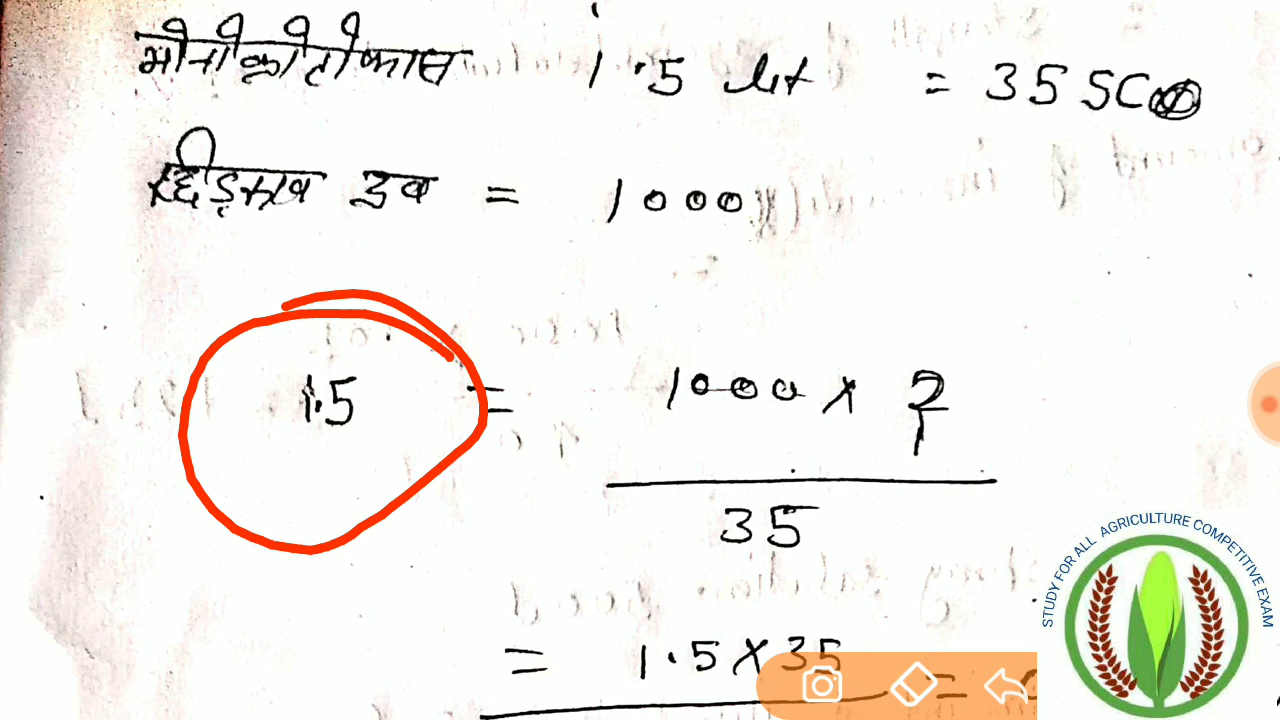 मोनोक्रोटोफास 1.5 lit = 35 SC
छिड़काव द्रव = 1000
1.5 = 1000 x ?
35
= 1.5 X 35 =
STUDY FOR ALL AGRICULTURE COMPETITIVE EXAM